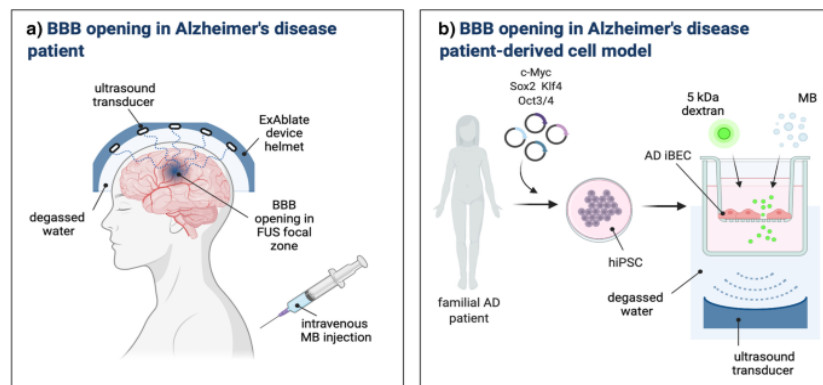 a) BBB opening in Alzheimer's disease
patient
ultrasound
transducer
ExAblate
device
helmet
degassed
water
BBB
opening in
FUS focal
zone
intravenous
MB injection
b) BBB opening in Alzheimer's disease
patient-derived cell model
c-Myc
Sox2 Klf4
Oct3/4
5 kDa
dextran
MB
AD iBEC
hiPSC
familial AD
patient
degassed
water
ultrasound
transducer